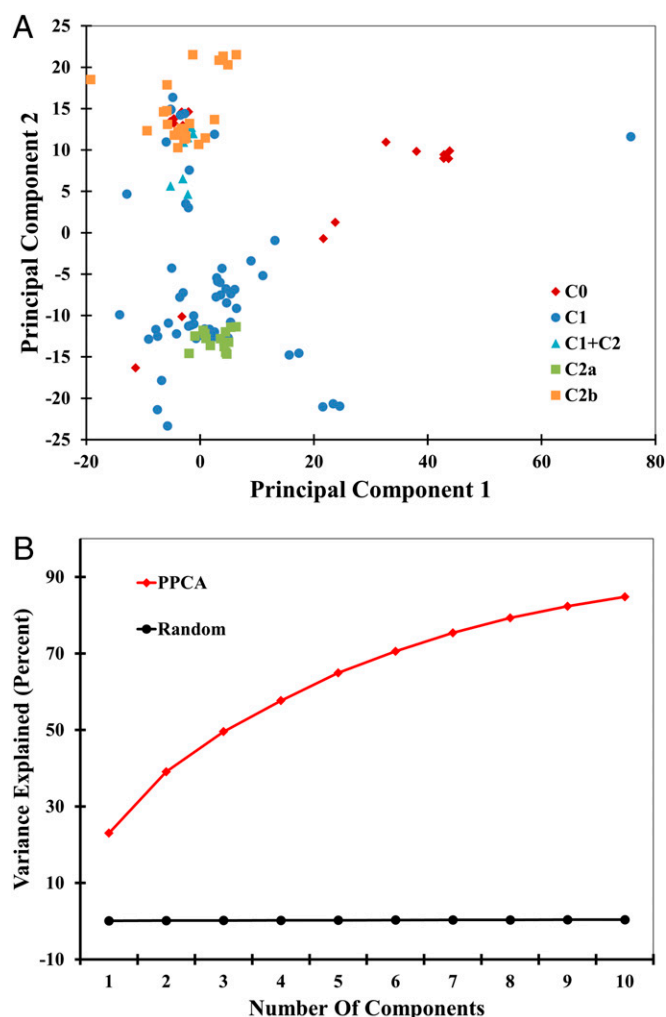 A
Principal Component 2
25
20
15
10
5
0
-5
-10
-15
-20
-25
-20
0
20
40
60
80
Principal Component 1
C0
C1
C1+C2
C2a
C2b
B
Variance Explained (Percent)
90
70
50
30
10
-10
PPCA
Random
1 2 3 4 5 6 7 8 9 10
Number Of Components